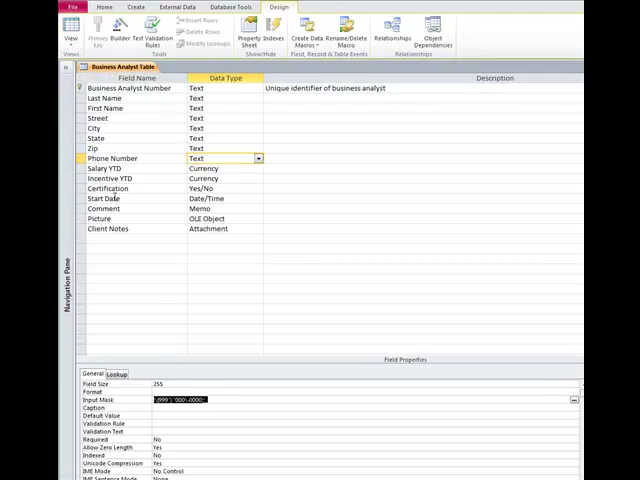 File Home Create External Data Database Tools Design
View Primary Key Builder Test Validation Rules Insert Rows Delete Rows Modify Lookups Property Sheet Indexes Create Data Macros Rename/Delete Macro Relationships Object Dependencies
Views Tools Show/Hide Field, Record & Table Events Relationships
Business Analyst Table
Field Name Data Type Description
Business Analyst Number Text Unique identifier of business analyst
Last Name Text
First Name Text
Street Text
City Text
State Text
Zip Text
Phone Number Text
Salary YTD Currency
Incentive YTD Currency
Certification Yes/No
Start Date Date/Time
Comment Memo
Picture OLE Object
Client Notes Attachment
Navigation Pane
Field Properties
General Lookup
Field Size 255
Format
Input Mask
Caption
Default Value
Validation Rule
Validation Text
Required No
Allow Zero Length Yes
Indexed No
Unicode Compression Yes
IME Mode No Control
IME Sentence Mode None